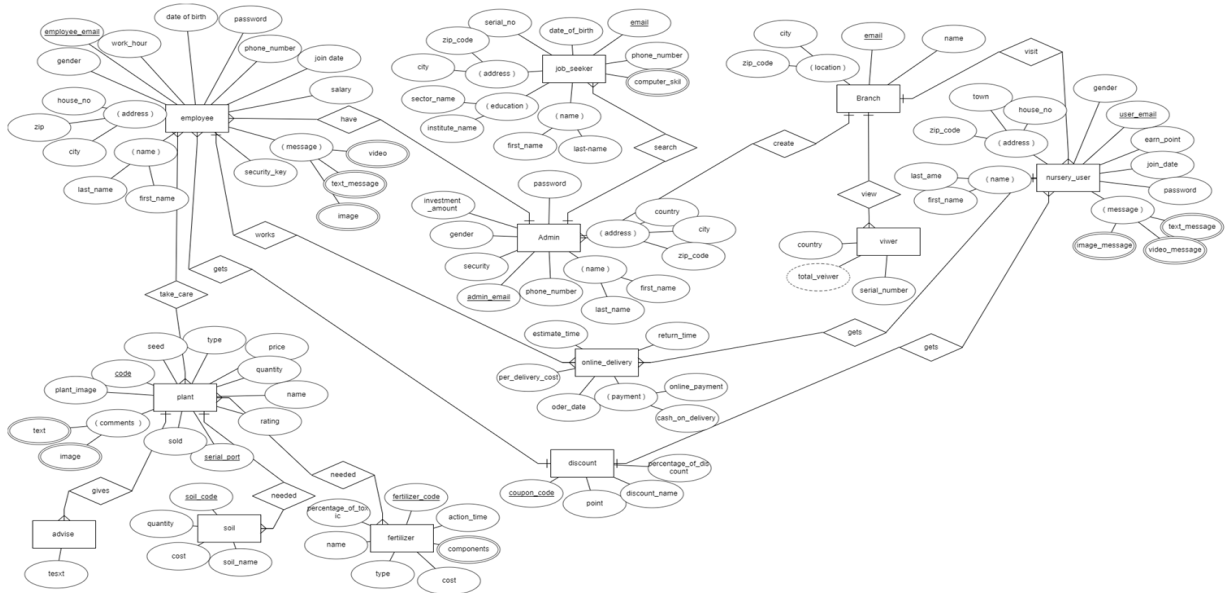 employee_email
date of birth
password
work_hour
phone_number
gender
join date
house_no
( address )
salary
zip
city
employee
have
( name )
last_name
first_name
security_key
( message )
video
text_message
image
serial_no
date_of_birth
email
zip_code
phone_number
city
( address )
job_seeker
computer_skil
sector_name
( education )
institute_name
( name )
first_name
last-name
search
city
email
name
zip_code
( location )
Branch
visit
create
view
country
viwer
total_veiwer
serial_number
town
house_no
gender
user_email
zip_code
( address )
earn_point
join_date
last_ame
( name )
nursery_user
password
first_name
( message )
text_message
image_message
video_message
password
investment
_amount
country
gender
Admin
( address )
city
security
zip_code
admin_email
phone_number
( name )
first_name
last_name
works
gets
take_care
gets
gets
estimate_time
return_time
online_delivery
per_delivery_cost
oder_date
( payment )
online_payment
cash_on_delivery
seed
type
price
code
quantity
plant_image
plant
name
text
( comments )
rating
image
sold
serial_port
gives
needed
needed
advise
tesxt
soil_code
quantity
soil
cost
soil_name
percentage_of_tox
ic
fertilizer_code
action_time
name
fertilizer
components
type
cost
discount
percentage_of_dis
count
coupon_code
point
discount_name